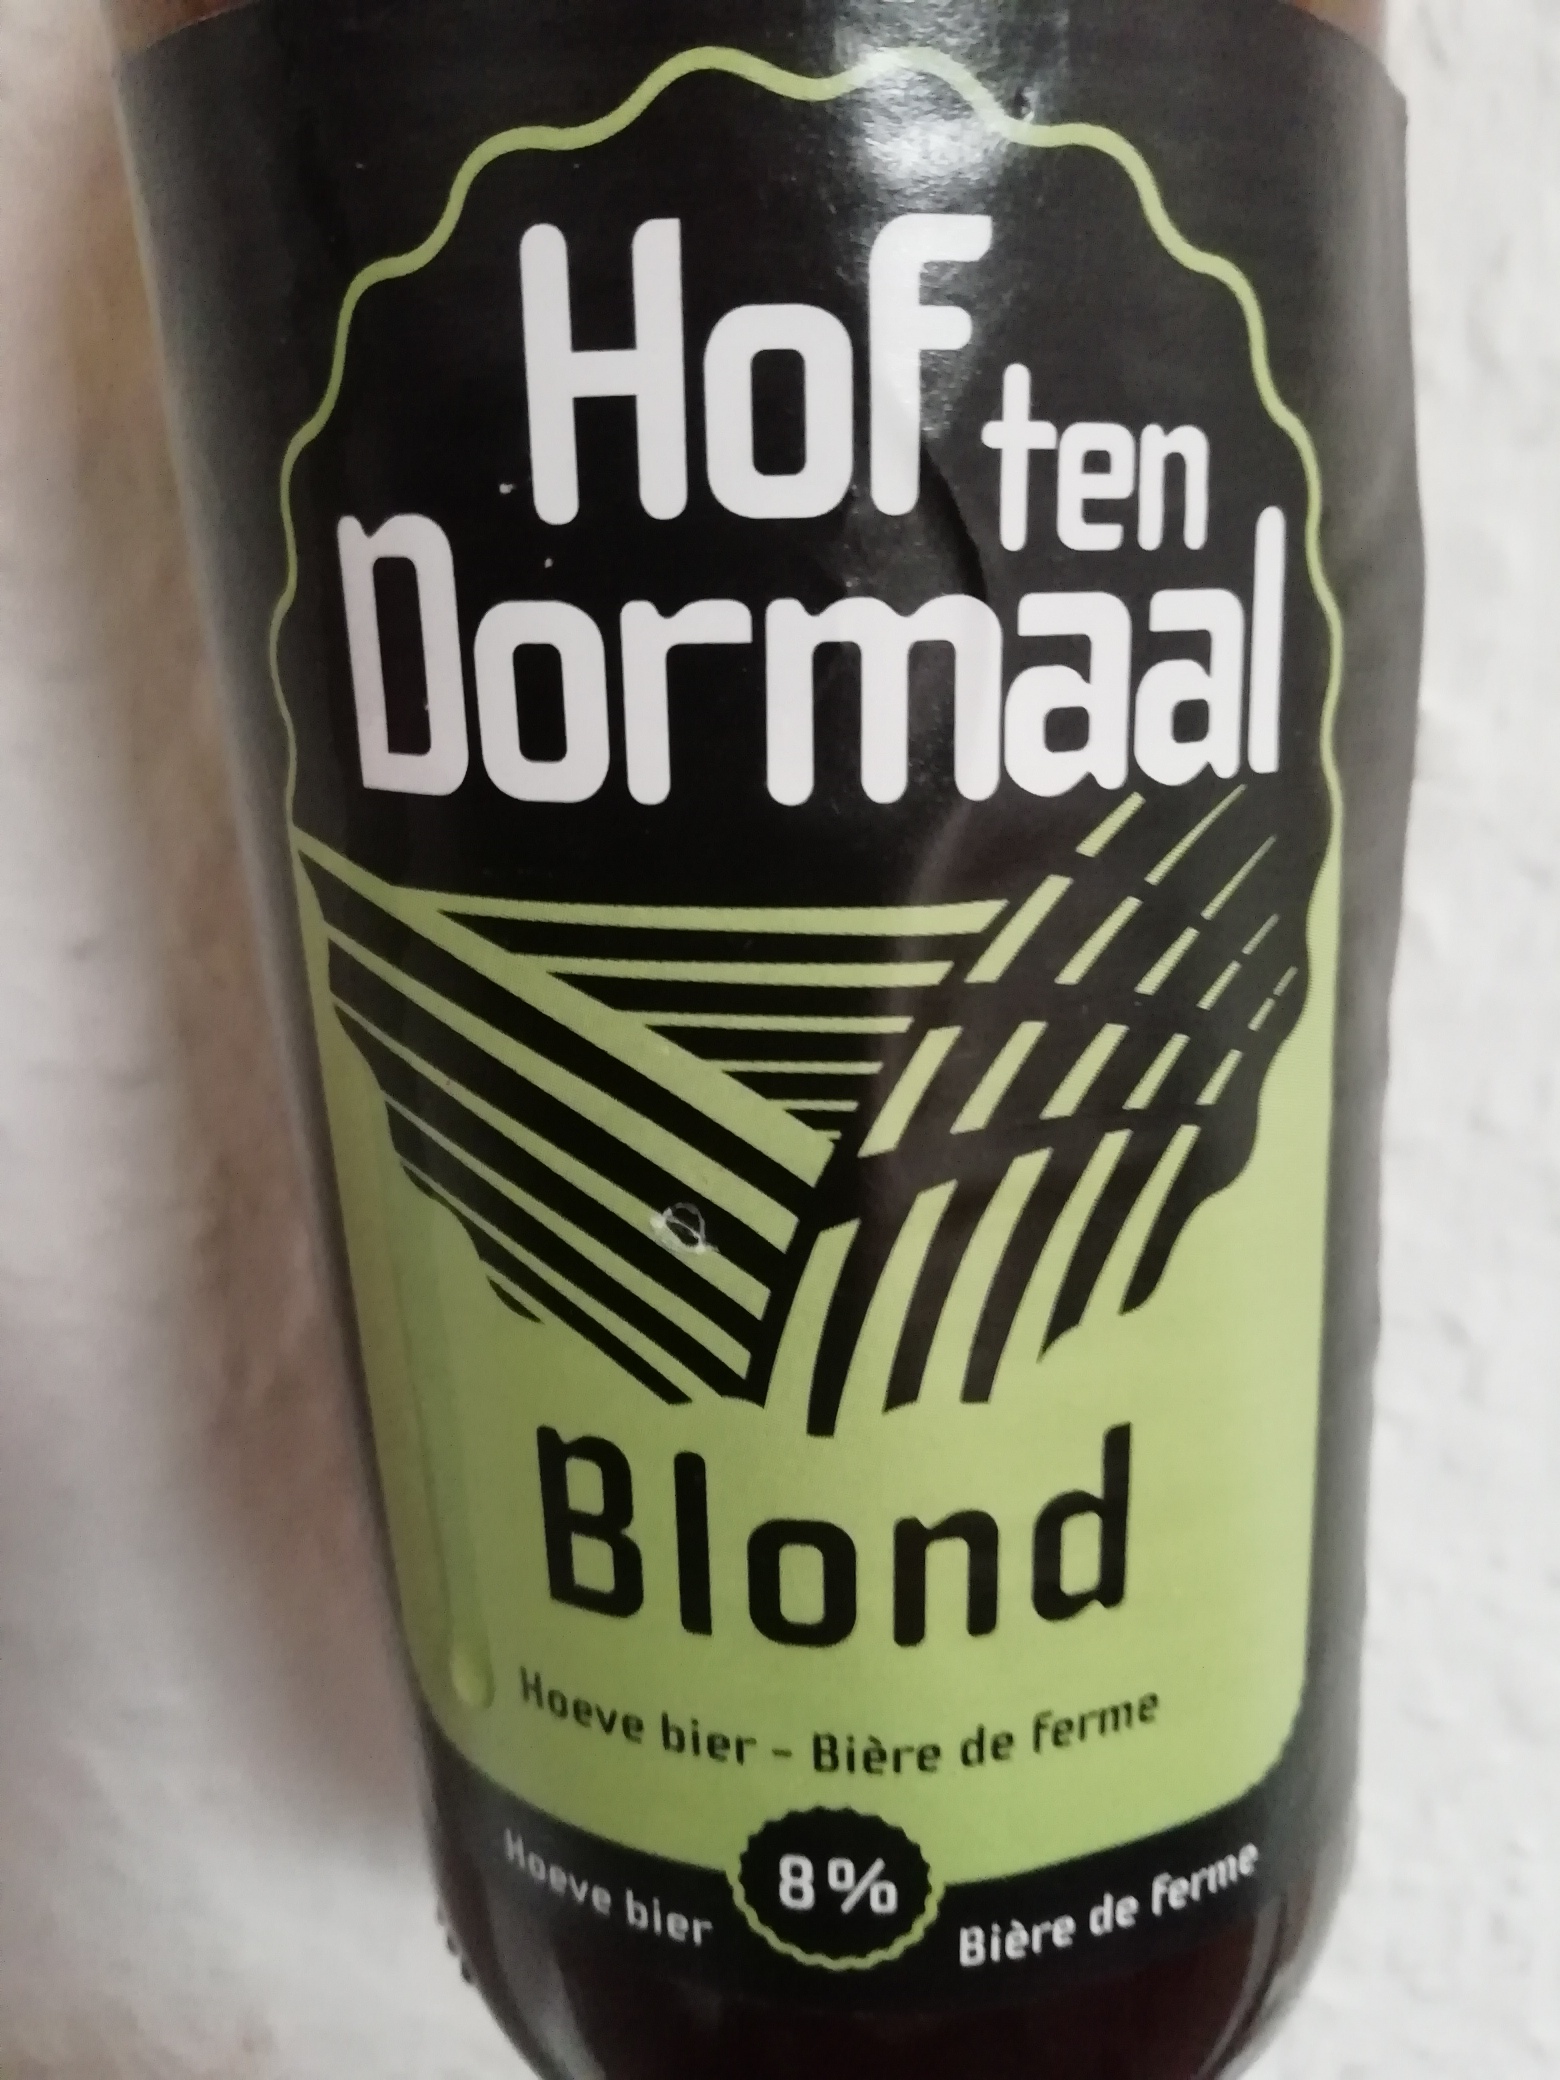 Hof
ten
Dormaal
Blond
Hoeve bier - Bière de ferme
Hoeve bier
8%
Bière de ferme